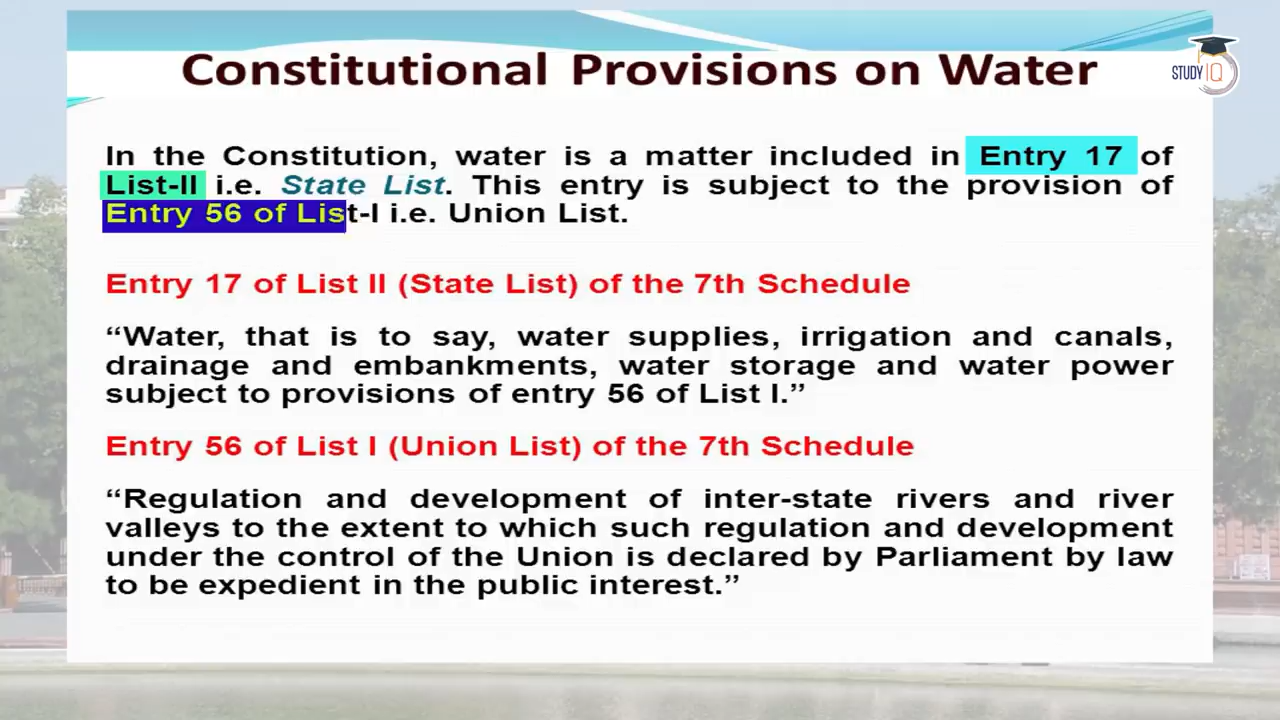 Constitutional Provisions on Water
STUDY IQ
In the Constitution, water is a matter included in Entry 17 of
List-II i.e. State List. This entry is subject to the provision of
Entry 56 of List-I i.e. Union List.
Entry 17 of List II (State List) of the 7th Schedule
“Water, that is to say, water supplies, irrigation and canals,
drainage and embankments, water storage and water power
subject to provisions of entry 56 of List I.”
Entry 56 of List I (Union List) of the 7th Schedule
“Regulation and development of inter-state rivers and river
valleys to the extent to which such regulation and development
under the control of the Union is declared by Parliament by law
to be expedient in the public interest.”